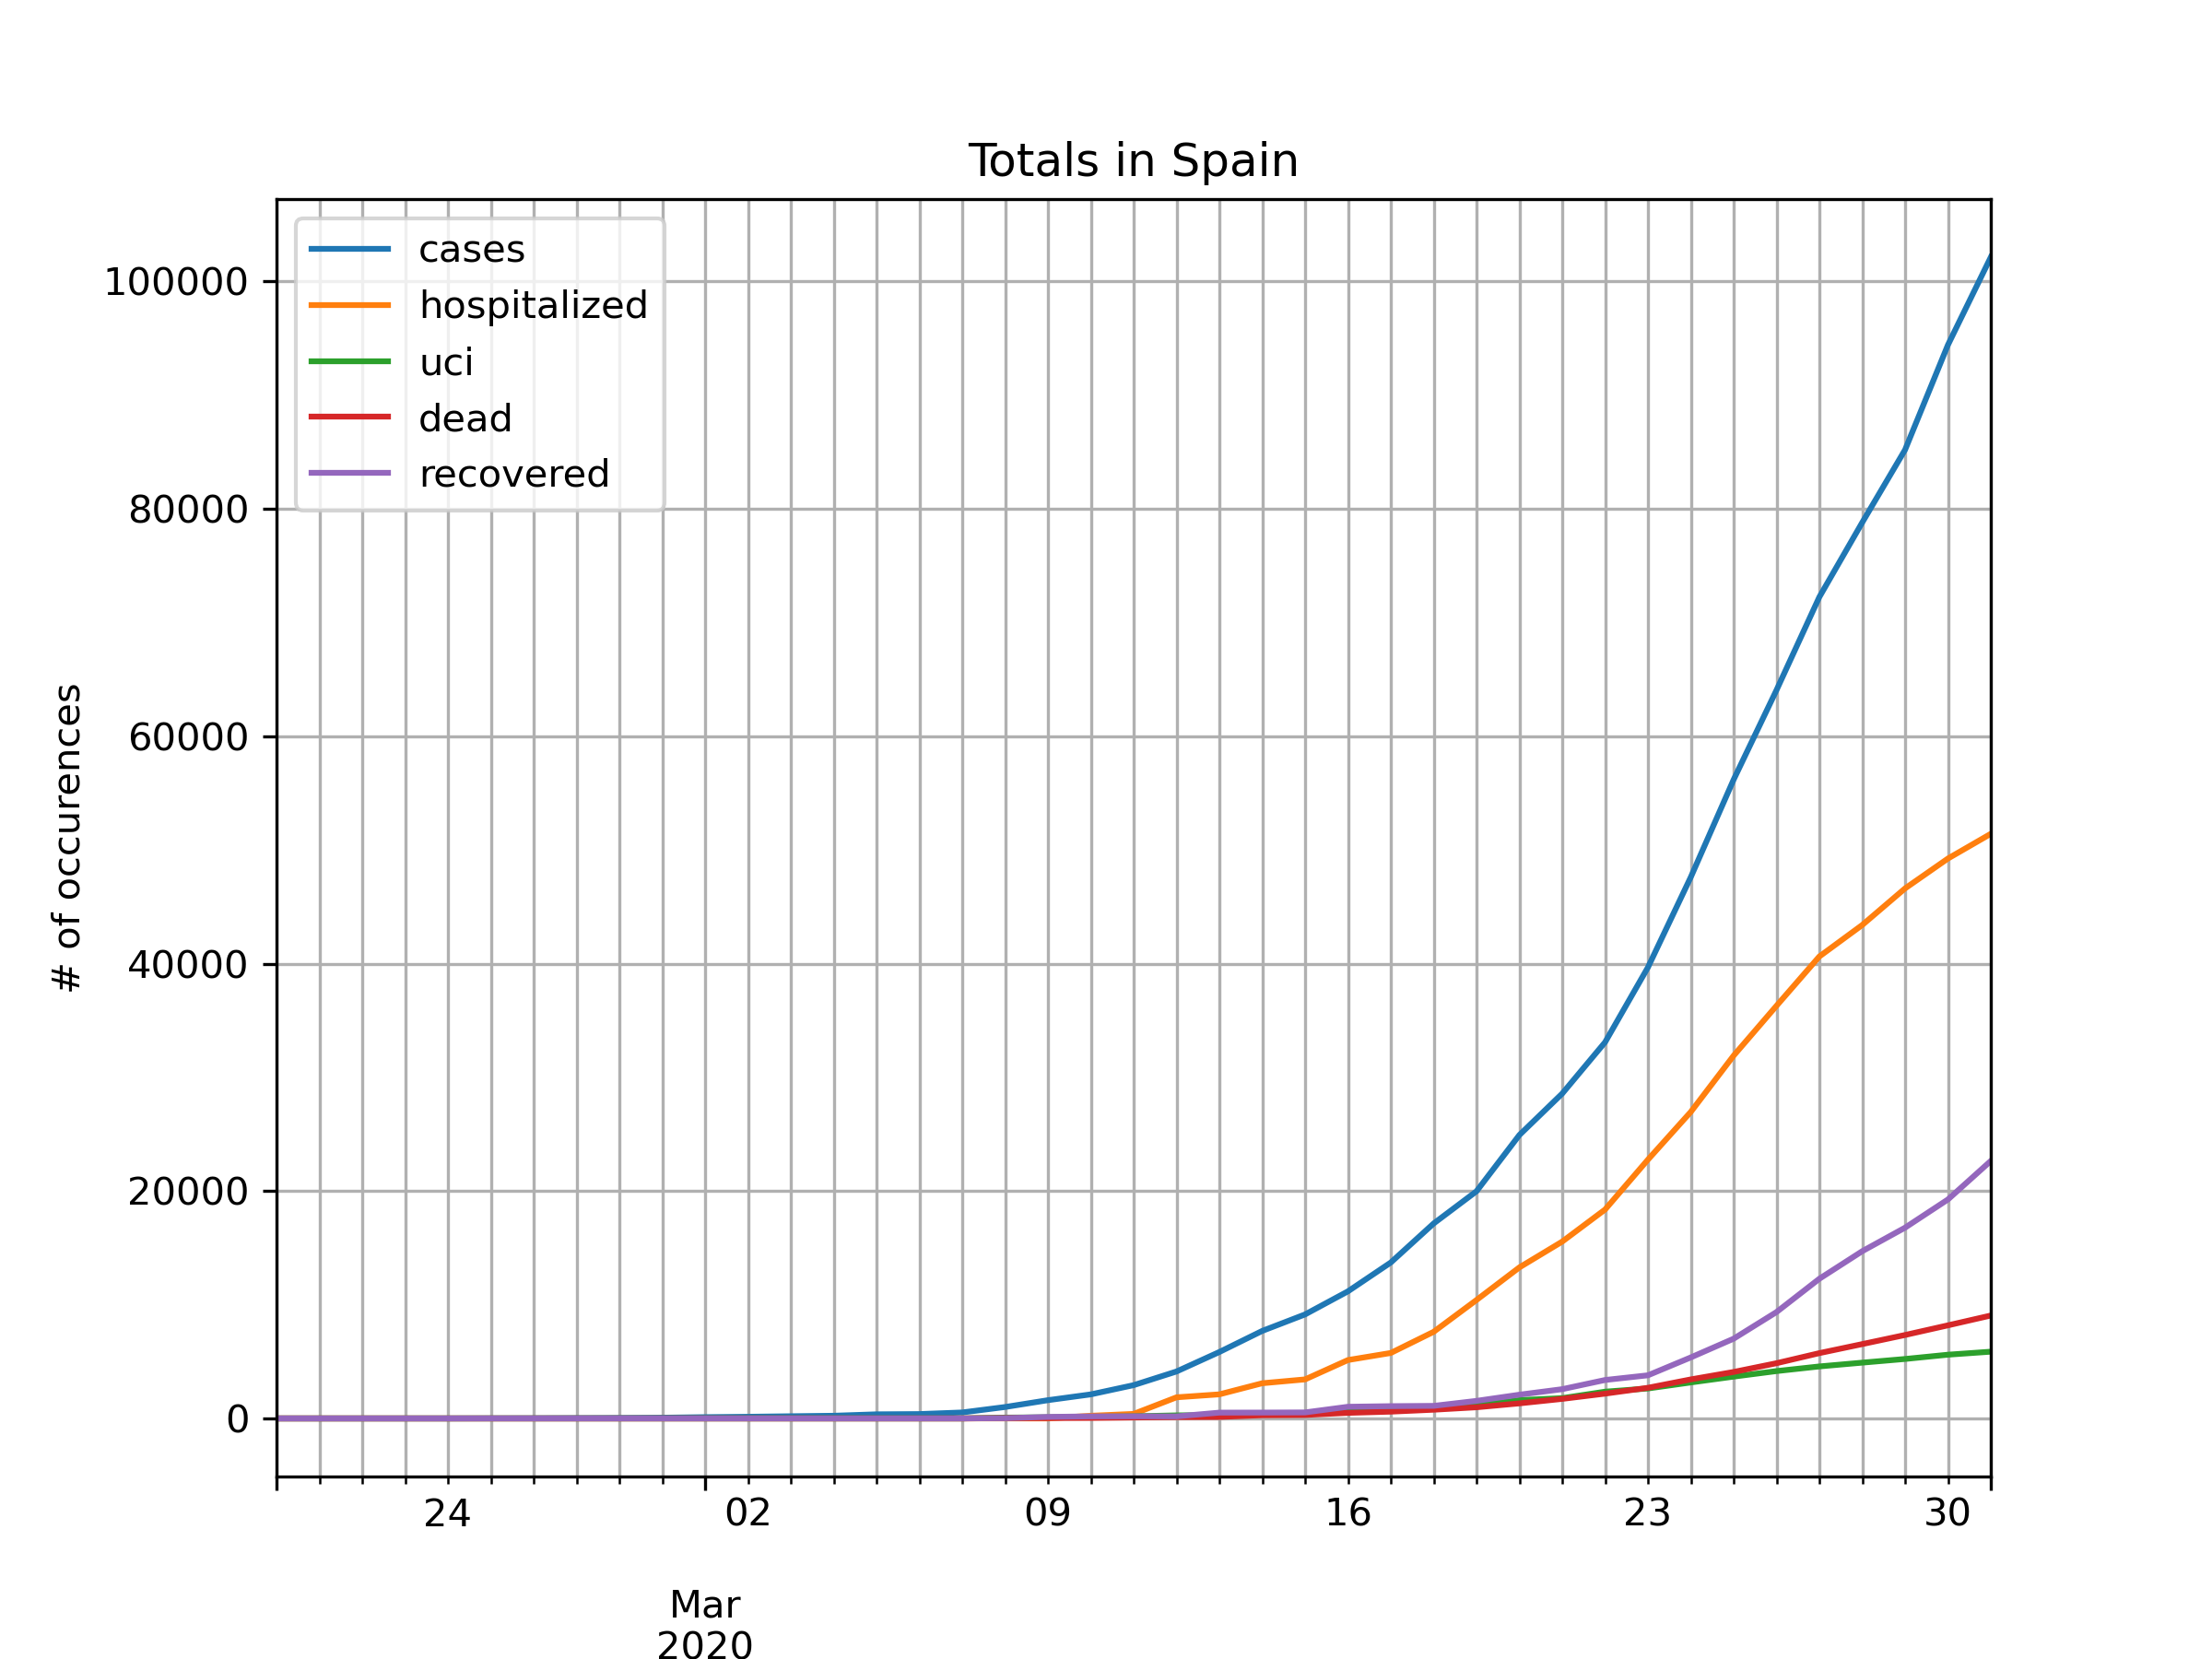 Totals in Spain
cases
hospitalized
uci
dead
recovered
100000
80000
60000
40000
20000
0
# of occurences
24
02
09
16
23
30
Mar
2020